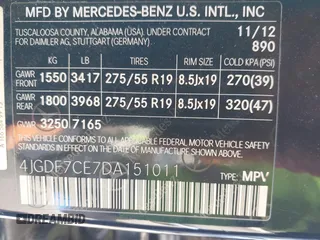 MFD BY MERCEDES-BENZ U.S. INTL., INC
TUSCALOOSA COUNTY, ALABAMA (USA) UNDER CONTRACT 11/12
FOR DAIMLER AG, STUTTGART (GERMANY). 890
TIRES RIM SIZE COLD KPA (PSI)
GAWR FRONT KG 1550 LB 3417 275/55 R19 8.5Jx19 270(39)
GAWR REAR 1800 3968 275/55 R19 8.5Jx19 320(47)
GVWR 3250 7165
THIS VEHICLE CONFORMS TO ALL APPLICABLE FEDERAL MOTOR VEHICLE SAFETY
STANDARDS IN EFFECT ON THE DATE OF MANUFACTURE SHOWN ABOVE.
4JGDF7CE7DA151011 TYPE: MPV